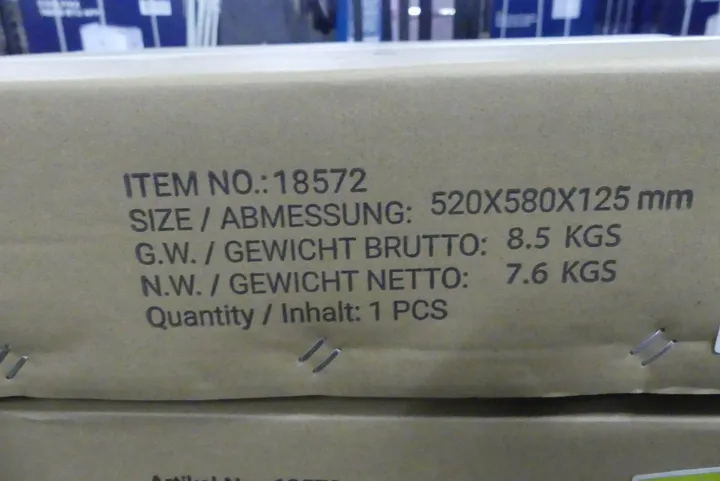 ITEM NO.:18572
SIZE / ABMESSUNG: 520X580X125 mm
G.W. / GEWICHT BRUTTO: 8.5 KGS
N.W. / GEWICHT NETTO: 7.6 KGS
Quantity / Inhalt: 1 PCS